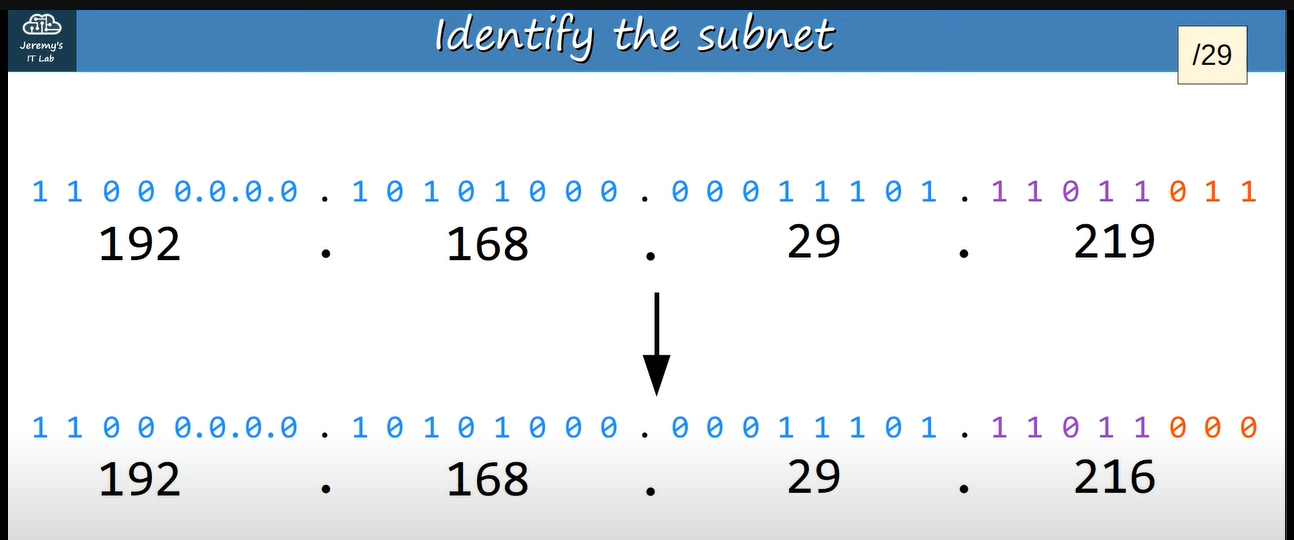 Identify the subnet
Jeremy's
IT Lab
/29
1 1 0 0 0.0.0.0 . 1 0 1 0 1 0 0 0 . 0 0 0 1 1 1 0 1 . 1 1 0 1 1 0 1 1
192 . 168 . 29 . 219
1 1 0 0 0.0.0.0 . 1 0 1 0 1 0 0 0 . 0 0 0 1 1 1 0 1 . 1 1 0 1 1 0 0 0
192 . 168 . 29 . 216